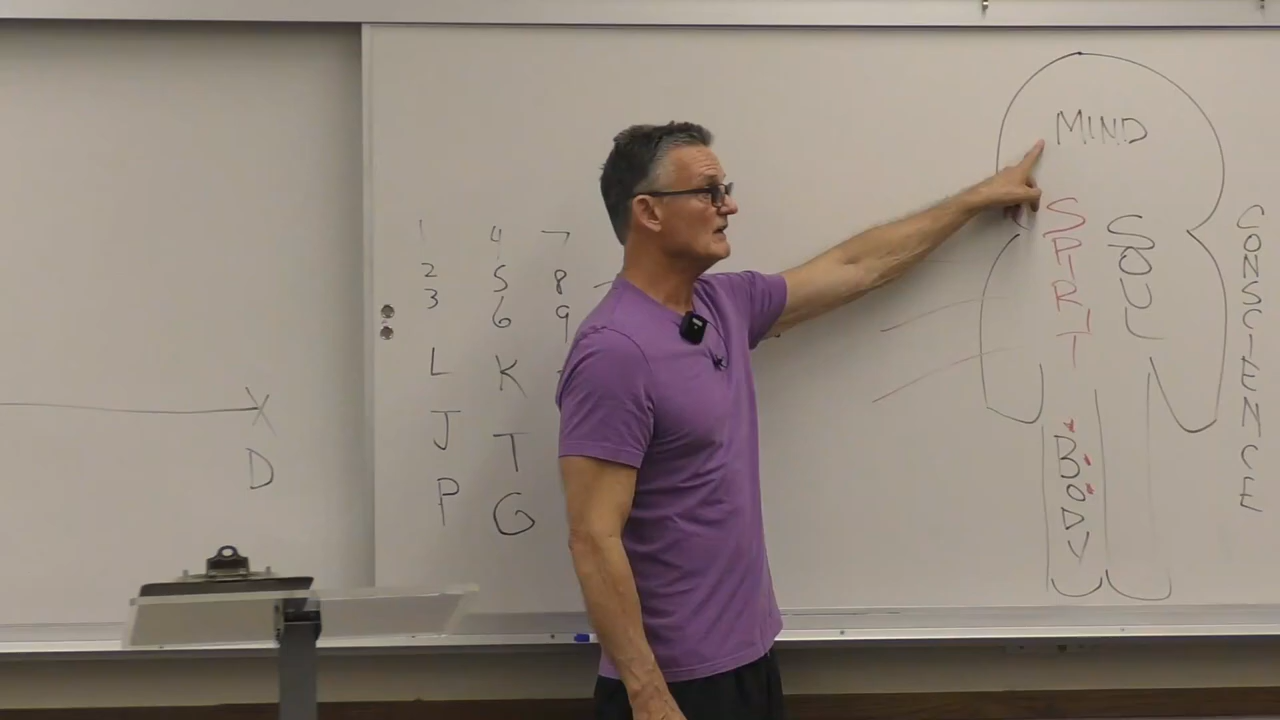 X
D
1 4 7
2 5 8
3 6 9
L K
J T
P G
MIND
SPIRIT
SOUL
BODY
CONSCIENCE